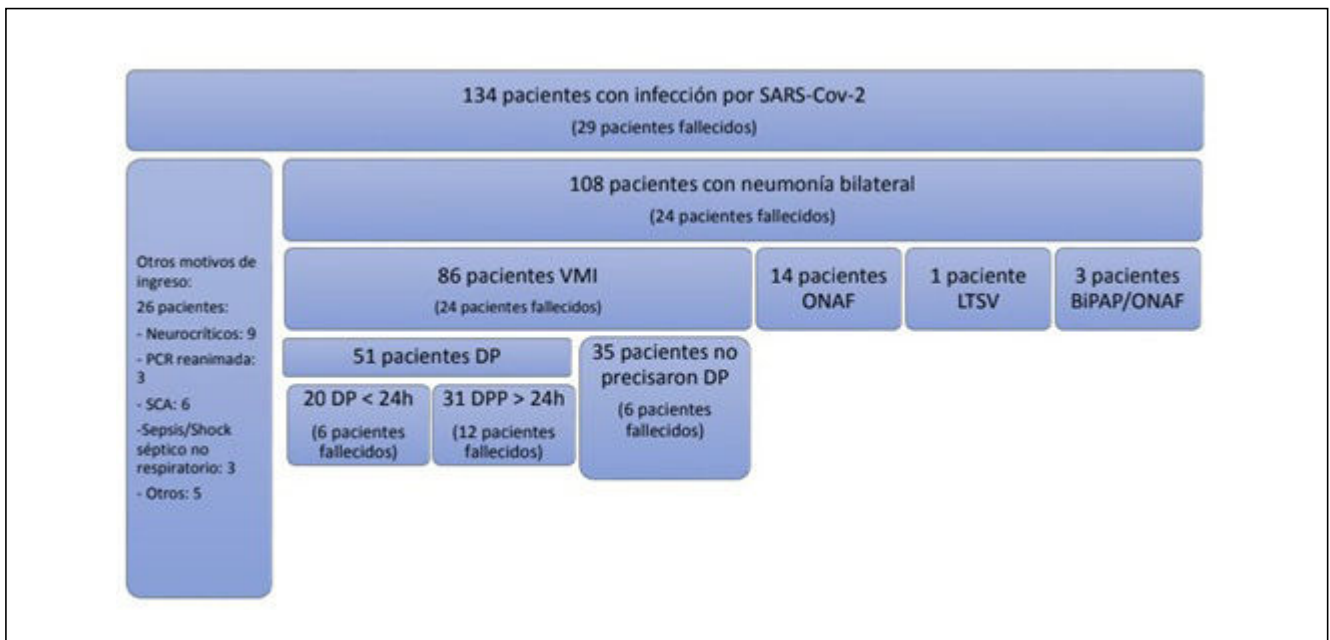 134 pacientes con infección por SARS-Cov-2
(29 pacientes fallecidos)
108 pacientes con neumonía bilateral
(24 pacientes fallecidos)
Otros motivos de
ingreso:
26 pacientes:
- Neurocríticos: 9
- PCR reanimada:
3
- SCA: 6
-Sepsis/Shock
séptico no
respiratorio: 3
- Otros: 5
86 pacientes VMI
(24 pacientes fallecidos)
14 pacientes
ONAF
1 paciente
LTSV
3 pacientes
BiPAP/ONAF
51 pacientes DP
35 pacientes no
precisaron DP
(6 pacientes
fallecidos)
20 DP < 24h
(6 pacientes
fallecidos)
31 DPP > 24h
(12 pacientes
fallecidos)